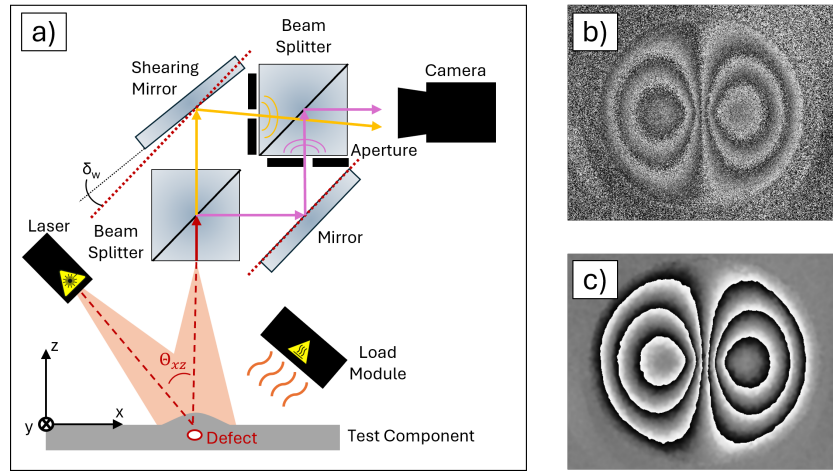 a)
Beam
Splitter
Shearing
Mirror
Camera
Aperture
δw
Laser
Beam
Splitter
Mirror
Θxz
Load
Module
z
x
y
Defect
Test Component
b)
c)